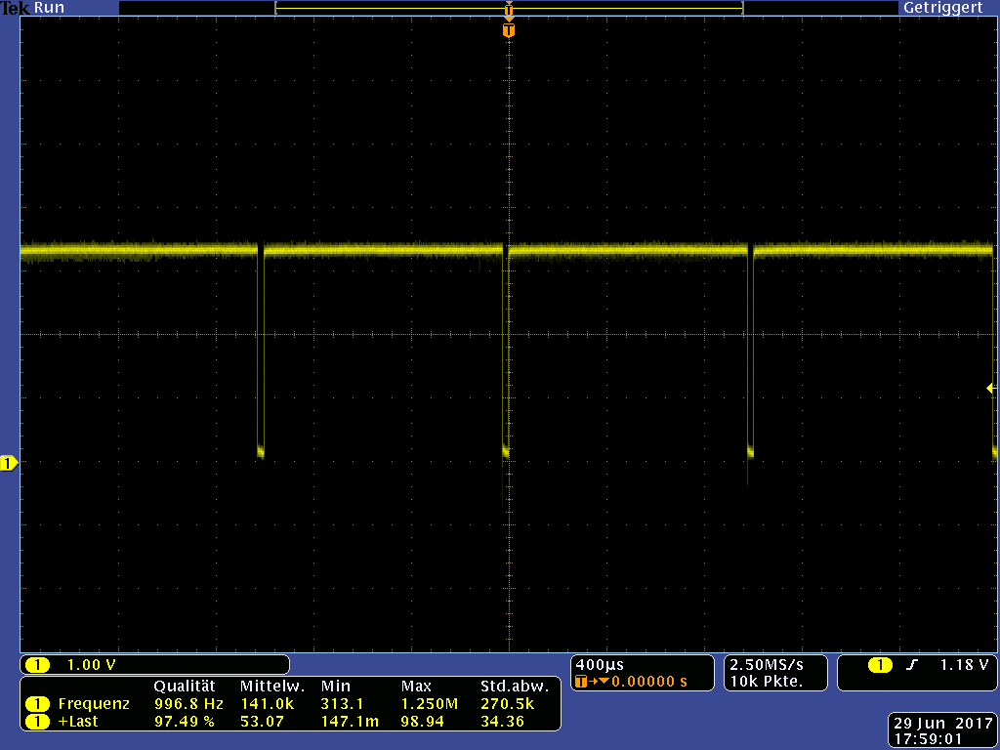 Tek Run Getriggert
T
T
1
1 1.00 V
400µs
T→▼0.00000 s
2.50MS/s
10k Pkte.
1 1.18 V
Qualität Mittelw. Min Max Std.abw.
1 Frequenz 996.8 Hz 141.0k 313.1 1.250M 270.5k
1 +Last 97.49 % 53.07 147.1m 98.94 34.36
29 Jun 2017
17:59:01